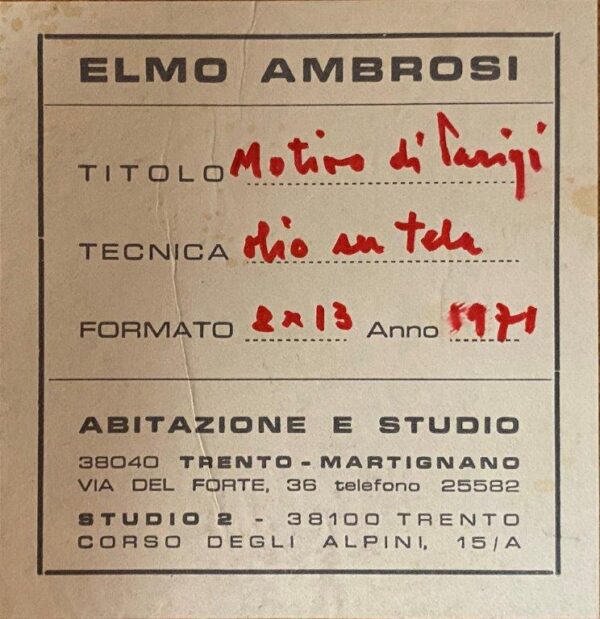 ELMO AMBROSI
TITOLO Motivo di Parigi
TECNICA olio su tela
FORMATO 8x13 Anno 1971
ABITAZIONE E STUDIO
38040 TRENTO - MARTIGNANO
VIA DEL FORTE, 36 telefono 25582
STUDIO 2 - 38100 TRENTO
CORSO DEGLI ALPINI, 15/A